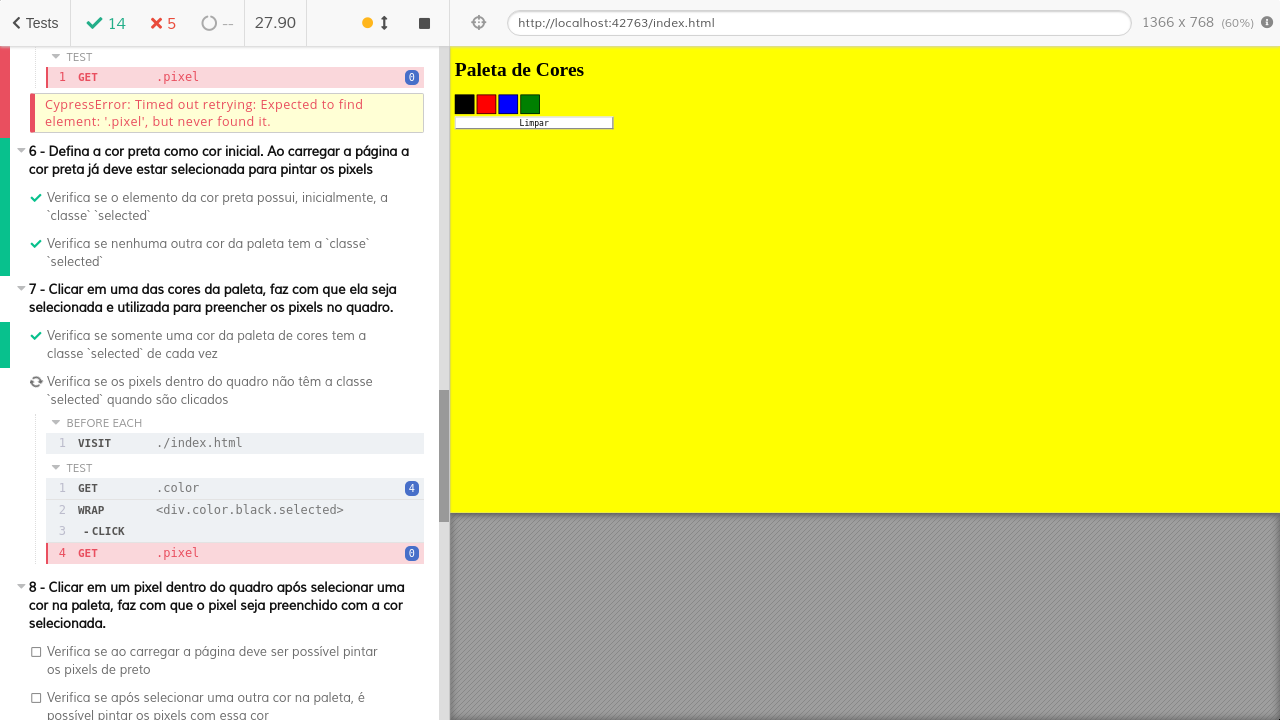 Tests 14 5 -- 27.90 http://localhost:42763/index.html 1366 x 768 (60%)
TEST
1 GET .pixel 0
CypressError: Timed out retrying: Expected to find
element: '.pixel', but never found it.
6 - Defina a cor preta como cor inicial. Ao carregar a página a
cor preta já deve estar selecionada para pintar os pixels
Verifica se o elemento da cor preta possui, inicialmente, a
`classe` `selected`
Verifica se nenhuma outra cor da paleta tem a `classe`
`selected`
7 - Clicar em uma das cores da paleta, faz com que ela seja
selecionada e utilizada para preencher os pixels no quadro.
Verifica se somente uma cor da paleta de cores tem a
classe `selected` de cada vez
Verifica se os pixels dentro do quadro não têm a classe
`selected` quando são clicados
BEFORE EACH
1 VISIT ./index.html
TEST
1 GET .color 4
2 WRAP <div.color.black.selected>
3 - CLICK
4 GET .pixel 0
8 - Clicar em um pixel dentro do quadro após selecionar uma
cor na paleta, faz com que o pixel seja preenchido com a cor
selecionada.
Verifica se ao carregar a página deve ser possível pintar
os pixels de preto
Verifica se após selecionar uma outra cor na paleta, é
possível pintar os pixels com essa cor
Paleta de Cores
Limpar